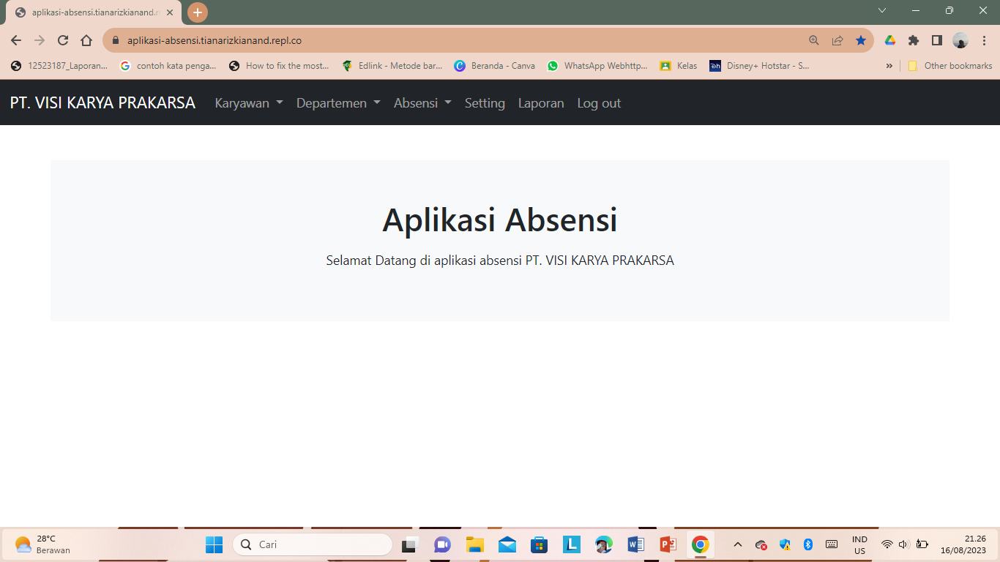 aplikasi-absensi.tianarizkianand.r
aplikasi-absensi.tianarizkianand.repl.co
12523187_Laporan... contoh kata penga... How to fix the most... Edlink - Metode bar... Beranda - Canva WhatsApp Webhttp... Kelas Disney+ Hotstar - S... » Other bookmarks
PT. VISI KARYA PRAKARSA Karyawan Departemen Absensi Setting Laporan Log out
Aplikasi Absensi
Selamat Datang di aplikasi absensi PT. VISI KARYA PRAKARSA
28°C
Berawan
Cari
IND
US
21.26
16/08/2023